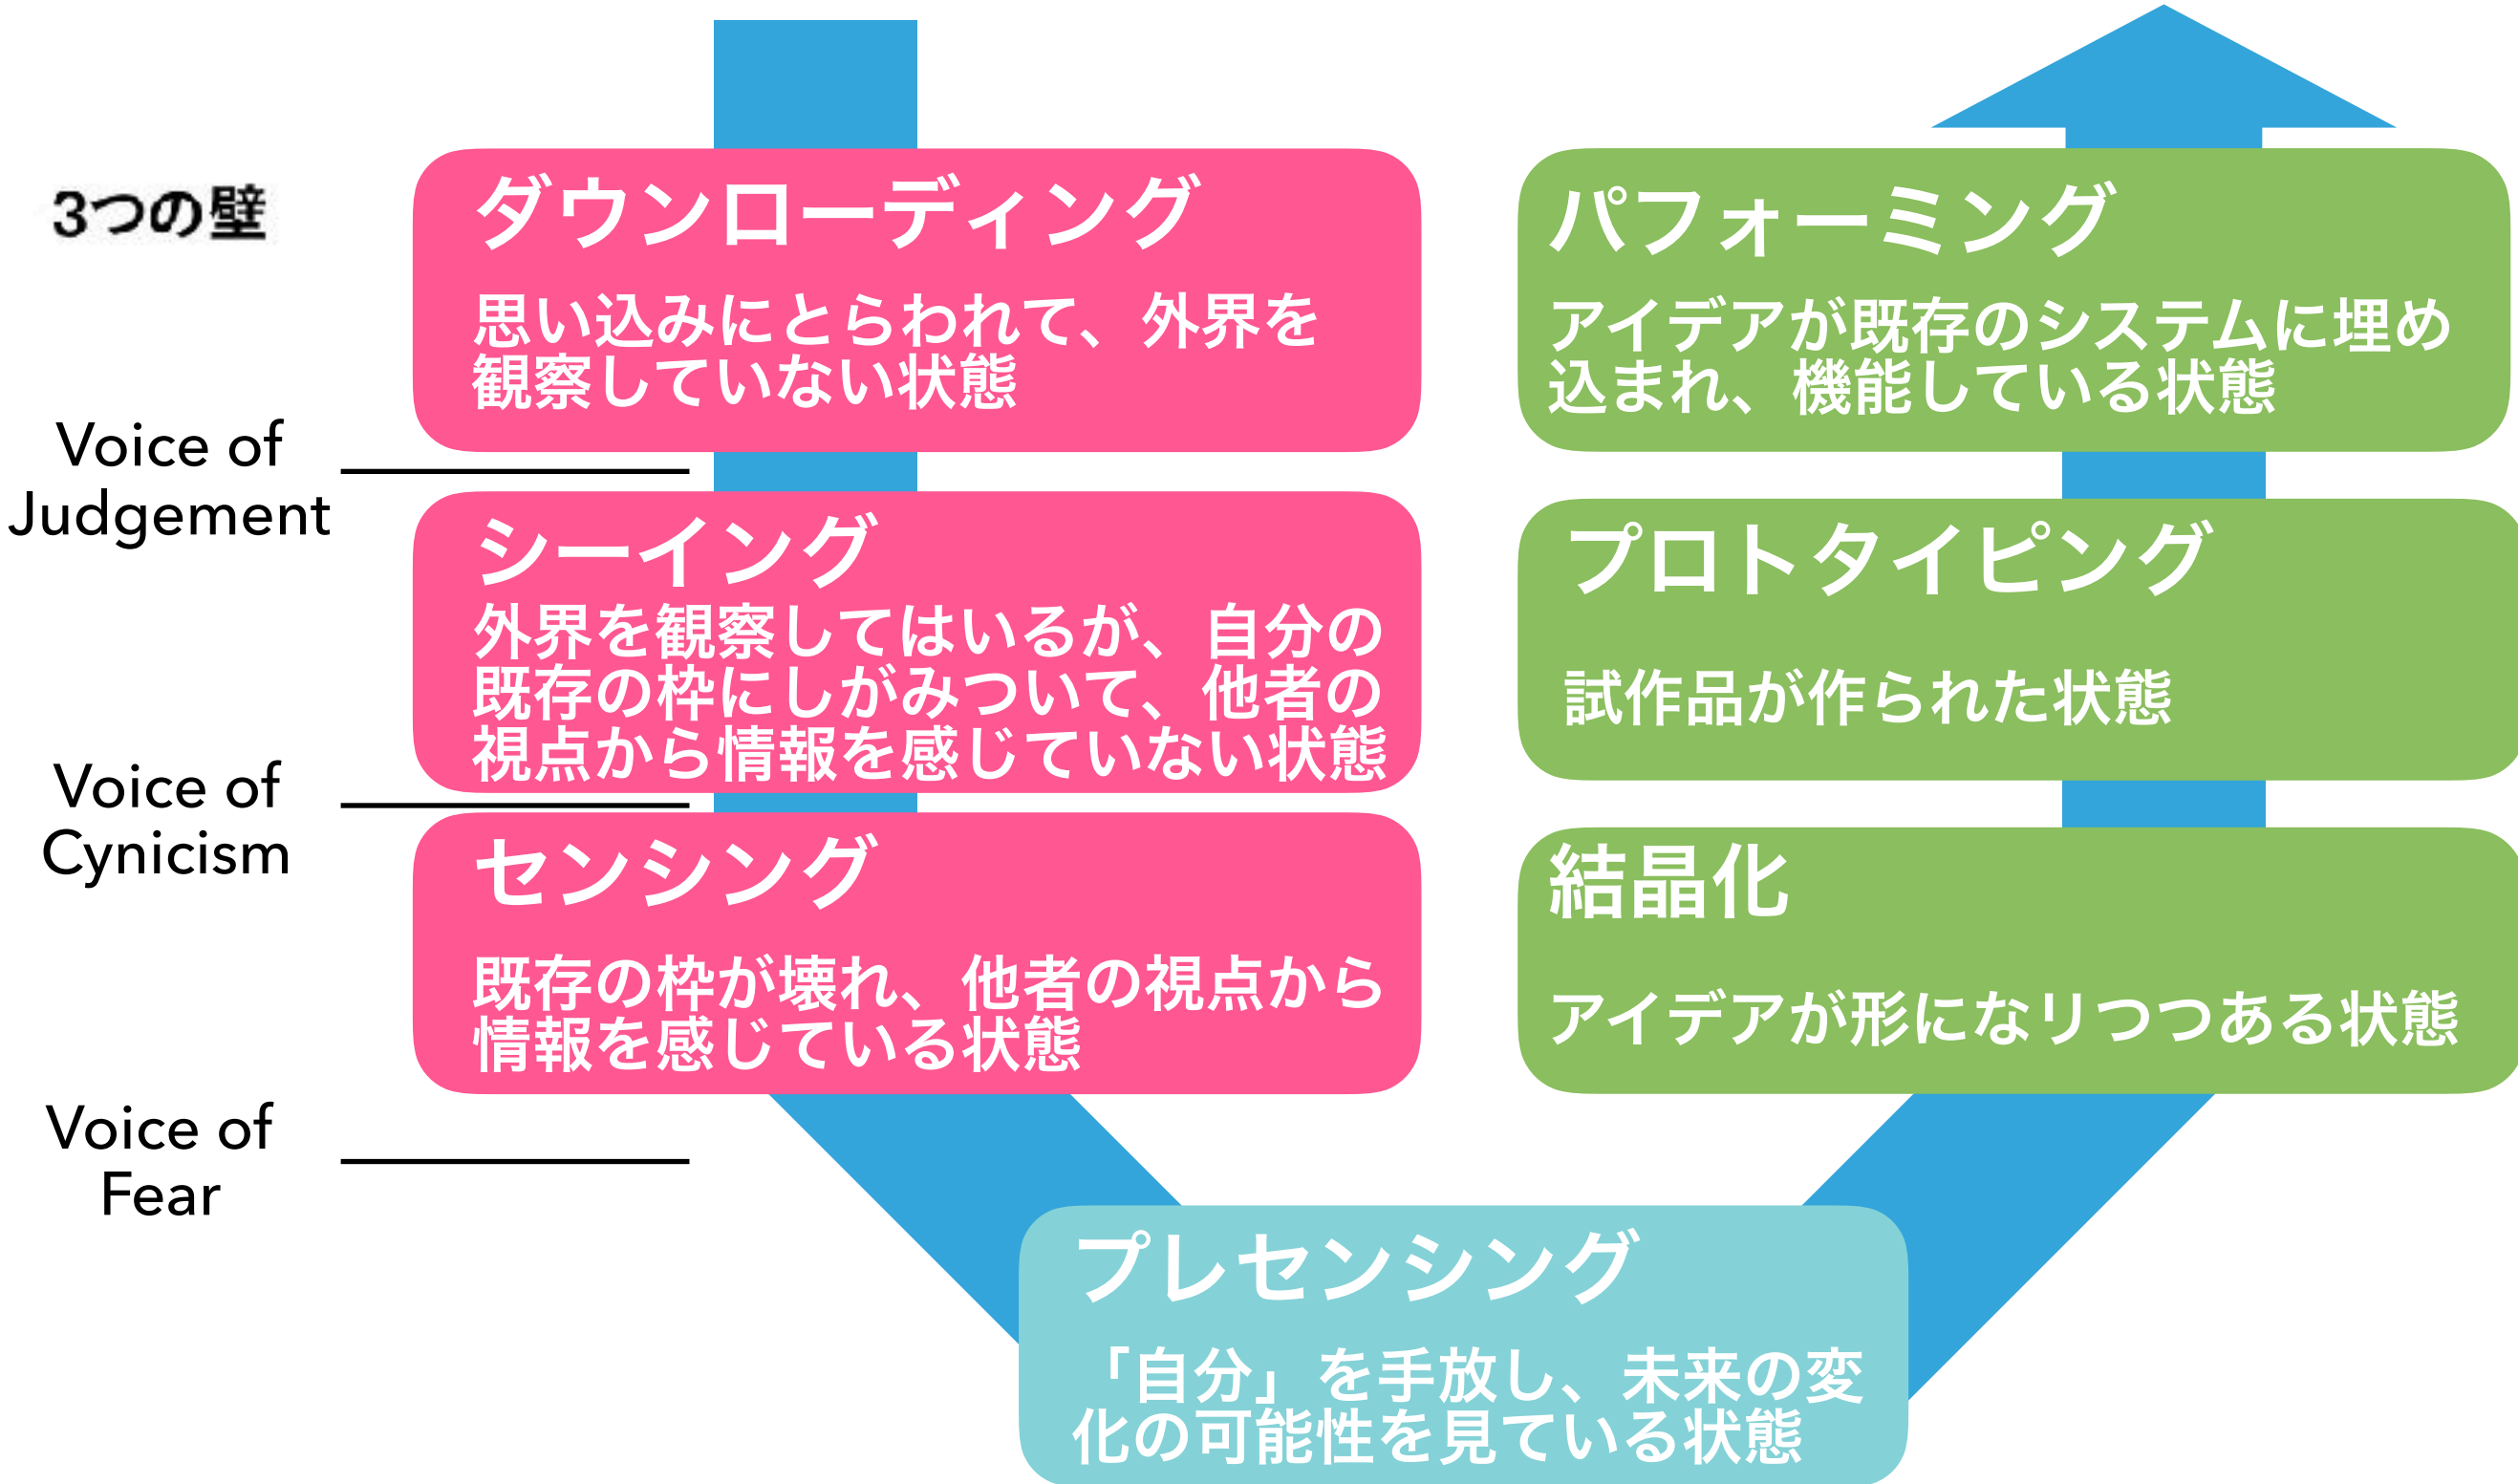 3つの壁
Voice of
Judgement
Voice of
Cynicism
Voice of
Fear
ダウンローディング
思い込みにとらわれて、外界を
観察していない状態
シーイング
外界を観察してはいるが、自分の
既存の枠にしがみついて、他者の
視点から情報を感じていない状態
センシング
既存の枠が壊れ、他者の視点から
情報を感じている状態
プレセンシング
「自分」を手放し、未来の変
化の可能性を見ている状態
パフォーミング
アイデアが既存のシステムに埋め
込まれ、機能している状態
プロトタイピング
試作品が作られた状態
結晶化
アイデアが形になりつつある状態